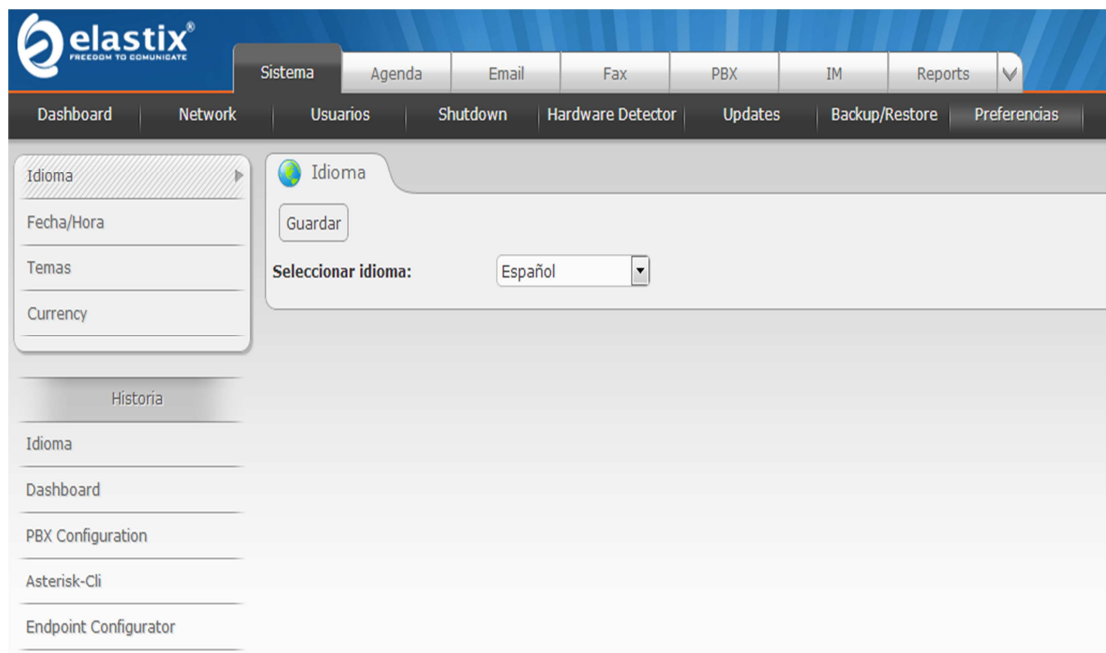 elastix®
FREEDOM TO COMUNICATE
Sistema Agenda Email Fax PBX IM Reports
Dashboard Network Usuarios Shutdown Hardware Detector Updates Backup/Restore Preferencias
Idioma
Fecha/Hora
Temas
Currency
Idioma
Guardar
Seleccionar idioma: Español
Historia
Idioma
Dashboard
PBX Configuration
Asterisk-Cli
Endpoint Configurator